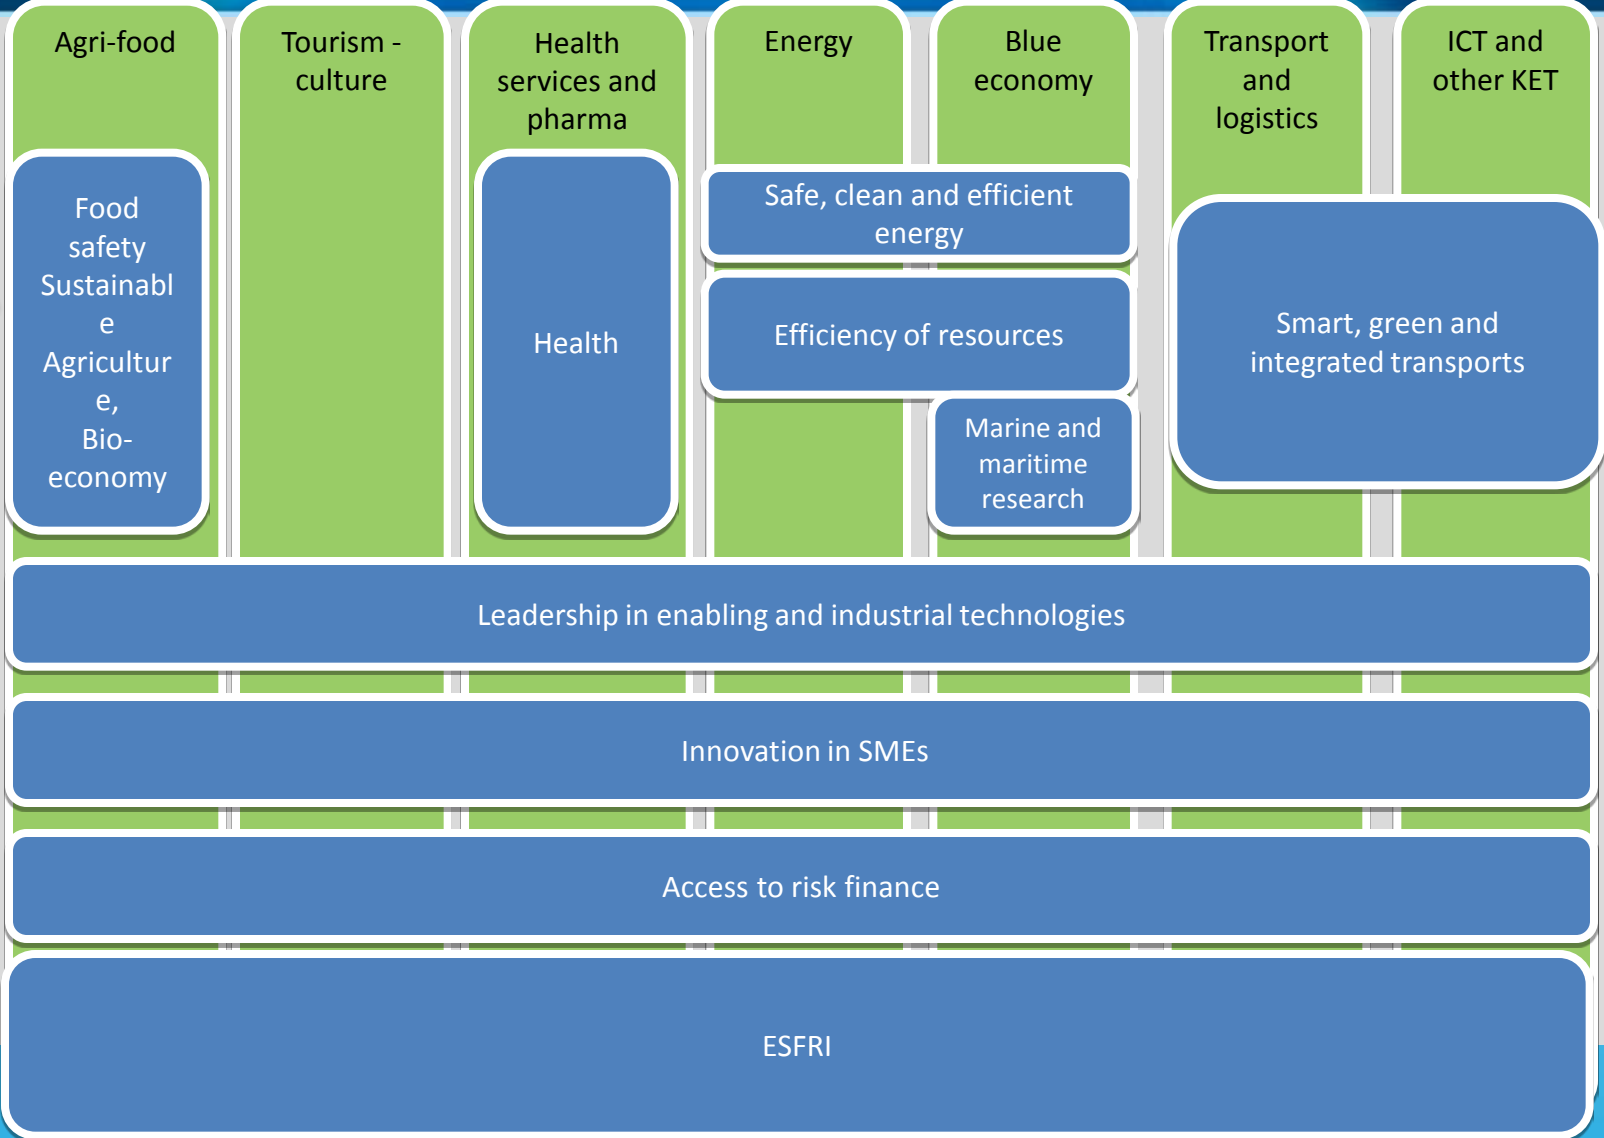 Agri-food
Tourism -
culture
Health
services and
pharma
Energy
Blue
economy
Transport
and
logistics
ICT and
other KET
Food
safety
Sustainabl
e
Agricultur
e,
Bio-
economy
Health
Safe, clean and efficient
energy
Efficiency of resources
Marine and
maritime
research
Smart, green and
integrated transports
Leadership in enabling and industrial technologies
Innovation in SMEs
Access to risk finance
ESFRI